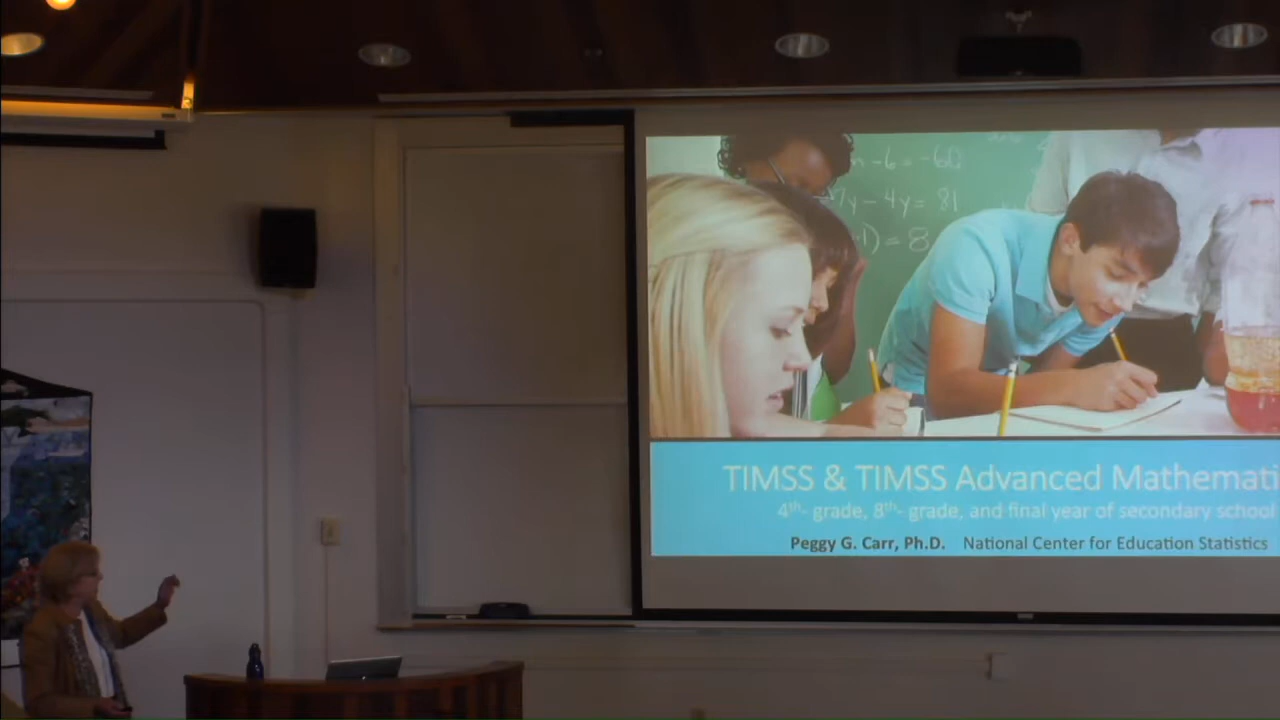 n-6 = -60
7y - 4y = 81
) = 8
TIMSS & TIMSS Advanced Mathemati
4th- grade, 8th- grade, and final year of secondary school
Peggy G. Carr, Ph.D. National Center for Education Statistics